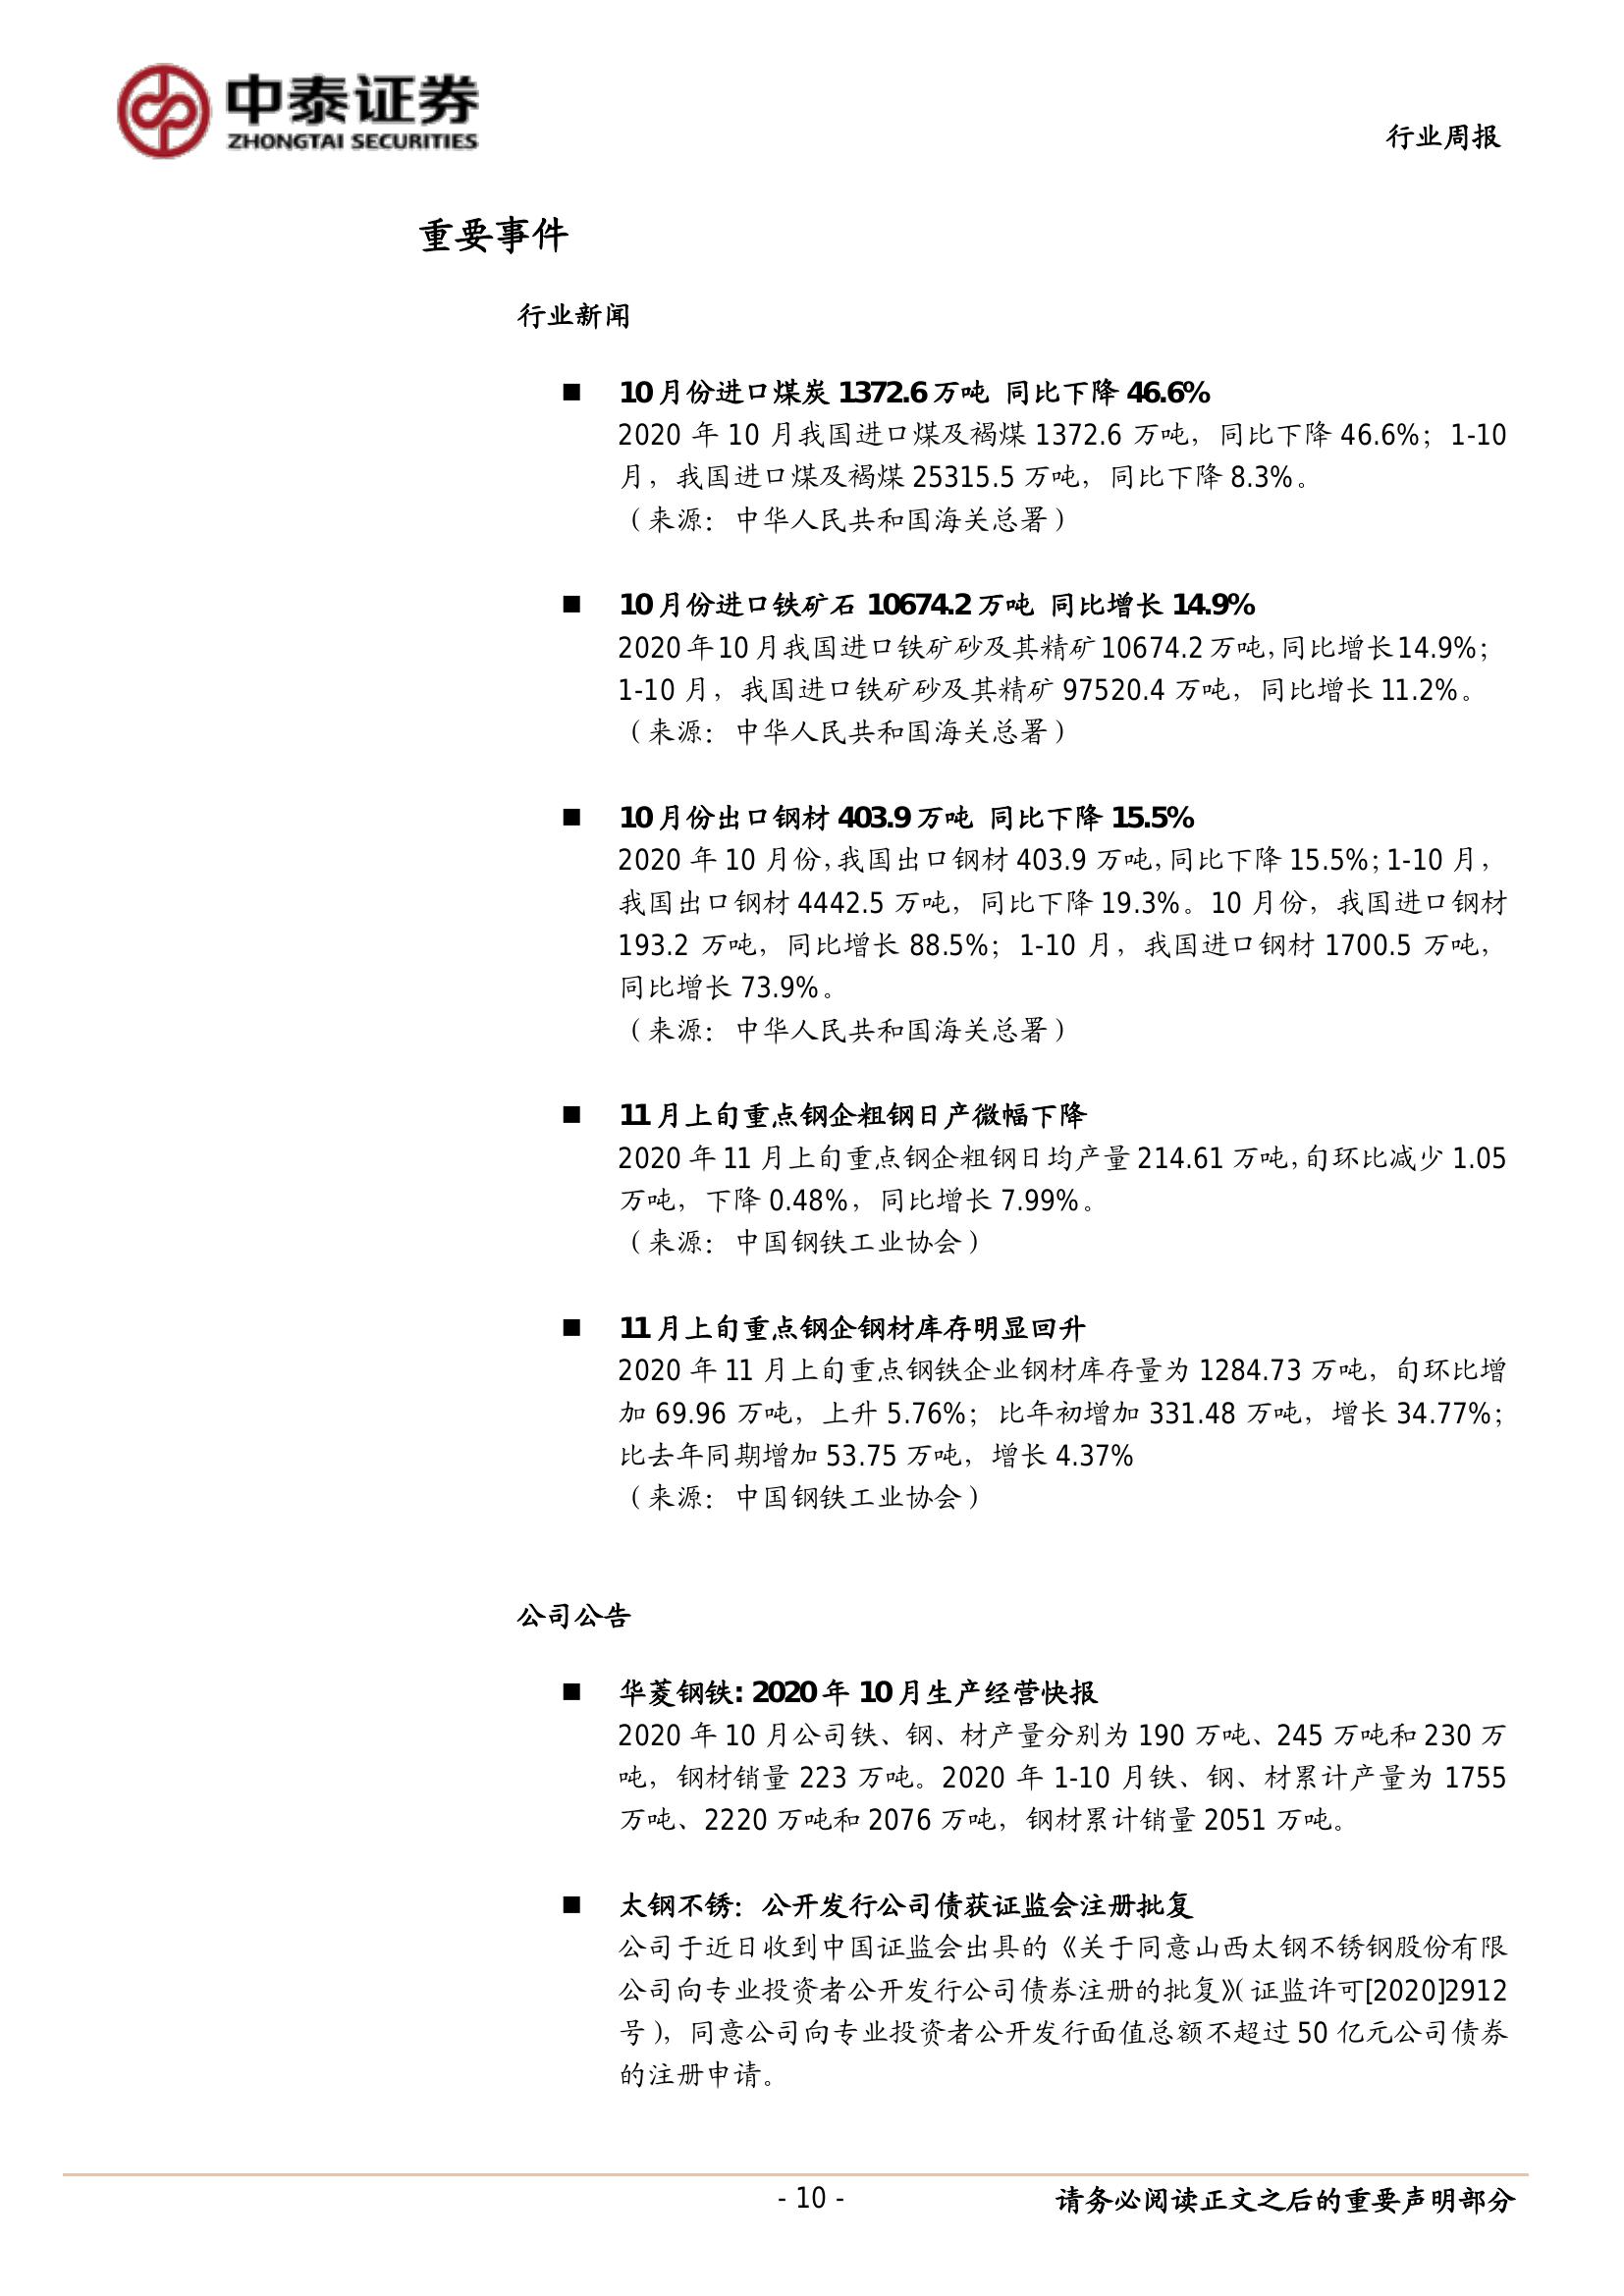 中泰证券
ZHONGTAI SECURITIES
行业周报
重要事件
行业新闻
■ 10月份进口煤炭 1372.6万吨 同比下降 46.6%
2020 年 10 月我国进口煤及褐煤 1372.6 万吨，同比下降 46.6%；1-10
月，我国进口煤及褐煤 25315.5 万吨，同比下降 8.3%。
（来源：中华人民共和国海关总署）
■ 10月份进口铁矿石 10674.2万吨 同比增长 14.9%
2020年10月我国进口铁矿砂及其精矿10674.2万吨，同比增长14.9%；
1-10 月，我国进口铁矿砂及其精矿 97520.4 万吨，同比增长 11.2%。
（来源：中华人民共和国海关总署）
■ 10月份出口钢材 403.9万吨 同比下降 15.5%
2020 年 10 月份，我国出口钢材 403.9 万吨，同比下降 15.5%；1-10 月，
我国出口钢材 4442.5 万吨，同比下降 19.3%。10 月份，我国进口钢材
193.2 万吨，同比增长 88.5%；1-10 月，我国进口钢材 1700.5 万吨，
同比增长 73.9%。
（来源：中华人民共和国海关总署）
■ 11月上旬重点钢企粗钢日产微幅下降
2020 年 11 月上旬重点钢企粗钢日均产量 214.61 万吨，旬环比减少 1.05
万吨，下降 0.48%，同比增长 7.99%。
（来源：中国钢铁工业协会）
■ 11月上旬重点钢企钢材库存明显回升
2020 年 11 月上旬重点钢铁企业钢材库存量为 1284.73 万吨，旬环比增
加 69.96 万吨，上升 5.76%；比年初增加 331.48 万吨，增长 34.77%；
比去年同期增加 53.75 万吨，增长 4.37%
（来源：中国钢铁工业协会）
公司公告
■ 华菱钢铁: 2020年 10月生产经营快报
2020 年 10 月公司铁、钢、材产量分别为 190 万吨、245 万吨和 230 万
吨，钢材销量 223 万吨。2020 年 1-10 月铁、钢、材累计产量为 1755
万吨、2220 万吨和 2076 万吨，钢材累计销量 2051 万吨。
■ 太钢不锈：公开发行公司债获证监会注册批复
公司于近日收到中国证监会出具的《关于同意山西太钢不锈钢股份有限
公司向专业投资者公开发行公司债券注册的批复》（证监许可[2020]2912
号），同意公司向专业投资者公开发行面值总额不超过 50 亿元公司债券
的注册申请。
- 10 -
请务必阅读正文之后的重要声明部分